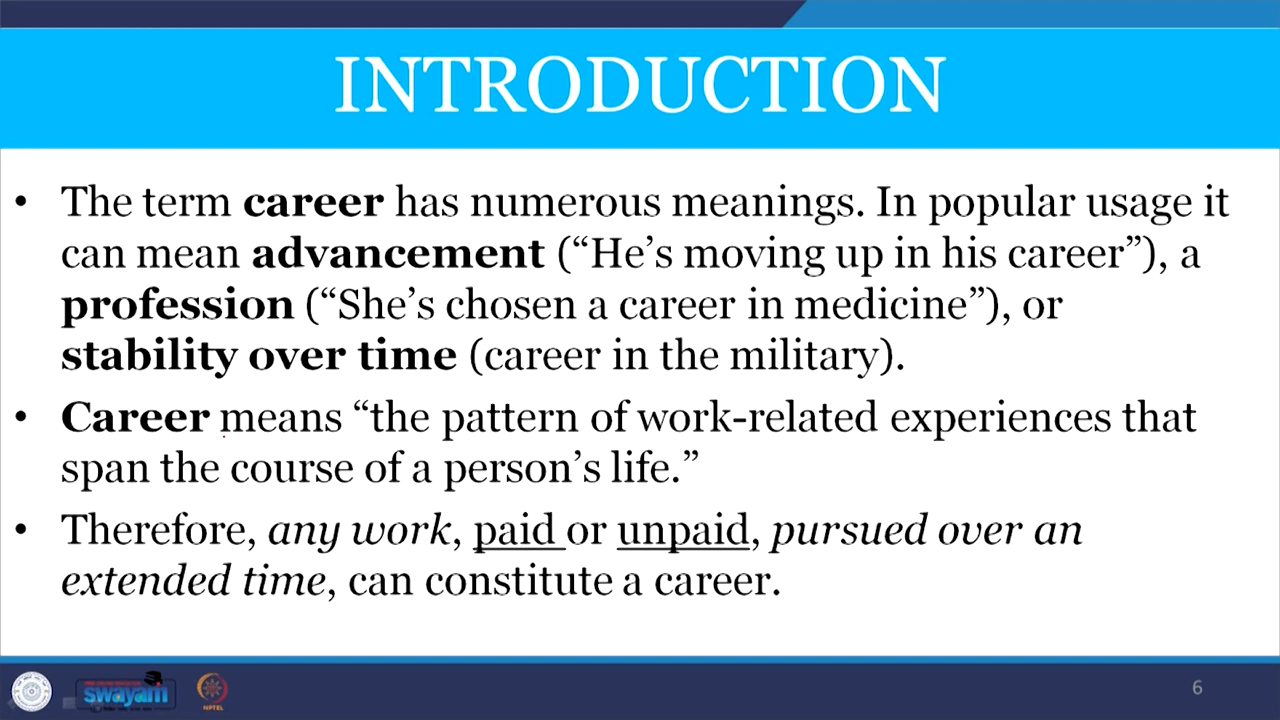 INTRODUCTION
• The term career has numerous meanings. In popular usage it
can mean advancement (“He’s moving up in his career”), a
profession (“She’s chosen a career in medicine”), or
stability over time (career in the military).
• Career means “the pattern of work-related experiences that
span the course of a person’s life.”
• Therefore, any work, paid or unpaid, pursued over an
extended time, can constitute a career.
swayam
NPTEL
6